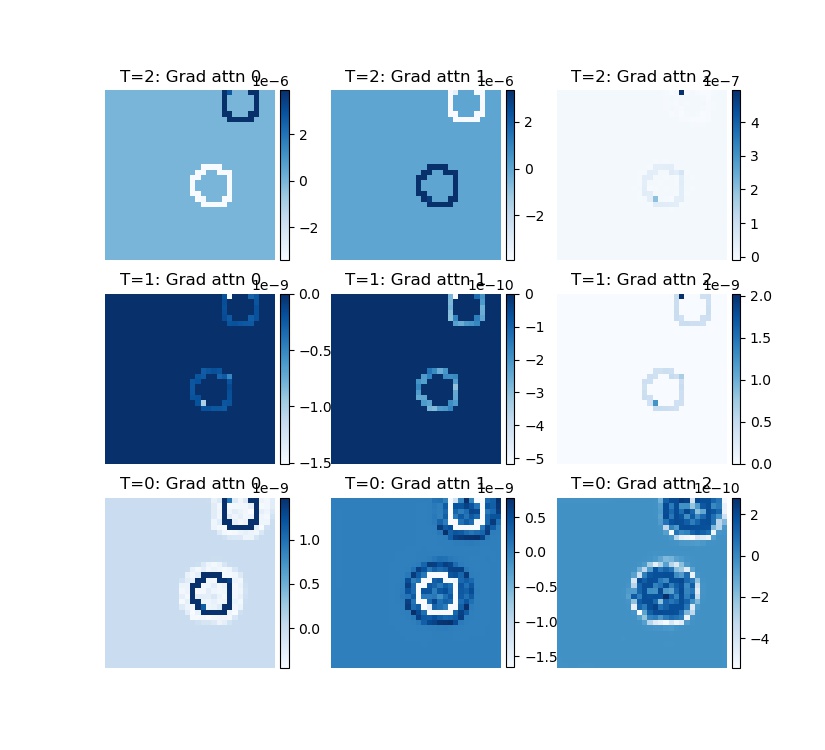 T=2: Grad attn 0
1e−6
2
0
−2
T=2: Grad attn 1
1e−6
2
0
−2
T=2: Grad attn 2
1e−7
4
3
2
1
0
T=1: Grad attn 0
1e−9
0.0
−0.5
−1.0
−1.5
T=1: Grad attn 1
1e−10
0
−1
−2
−3
−4
−5
T=1: Grad attn 2
1e−9
2.0
1.5
1.0
0.5
0.0
T=0: Grad attn 0
1e−9
1.0
0.5
0.0
T=0: Grad attn 1
1e−9
0.5
0.0
−0.5
−1.0
−1.5
T=0: Grad attn 2
1e−10
2
0
−2
−4